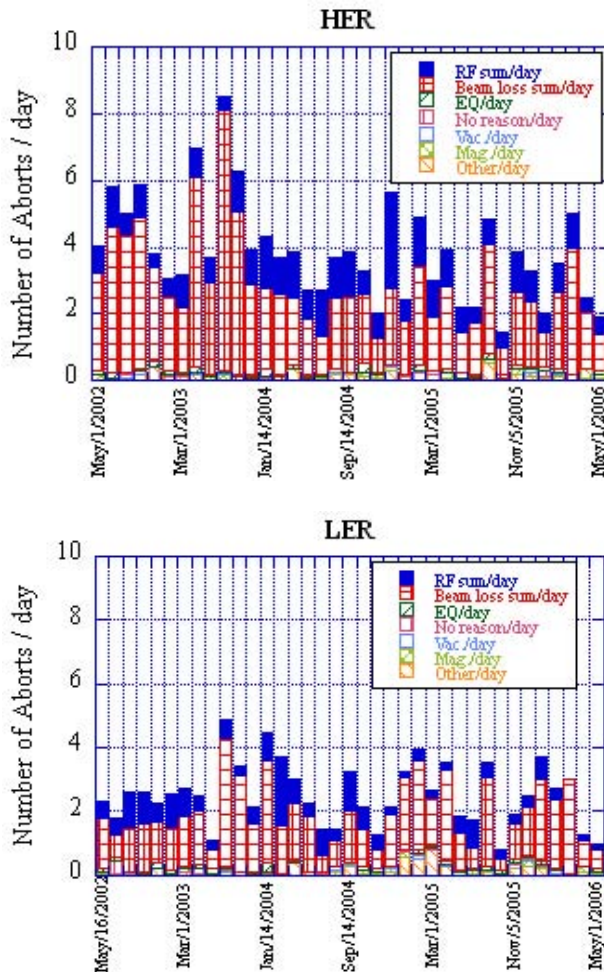 HER
10
8
6
4
2
0
Number of Aborts / day
RF sum/day
Beam loss sum/day
EQ/day
No reason/day
Vac./day
Mag./day
Other/day
May/1/2002
Mar/1/2003
Jan/14/2004
Sep/14/2004
Mar/1/2005
Nov/5/2005
May/1/2006
LER
10
8
6
4
2
0
Number of Aborts / day
RF sum/day
Beam loss sum/day
EQ/day
No reason/day
Vac./day
Mag./day
Other/day
May/16/2002
Mar/1/2003
Jan/14/2004
Sep/14/2004
Mar/1/2005
Nov/5/2005
May/1/2006